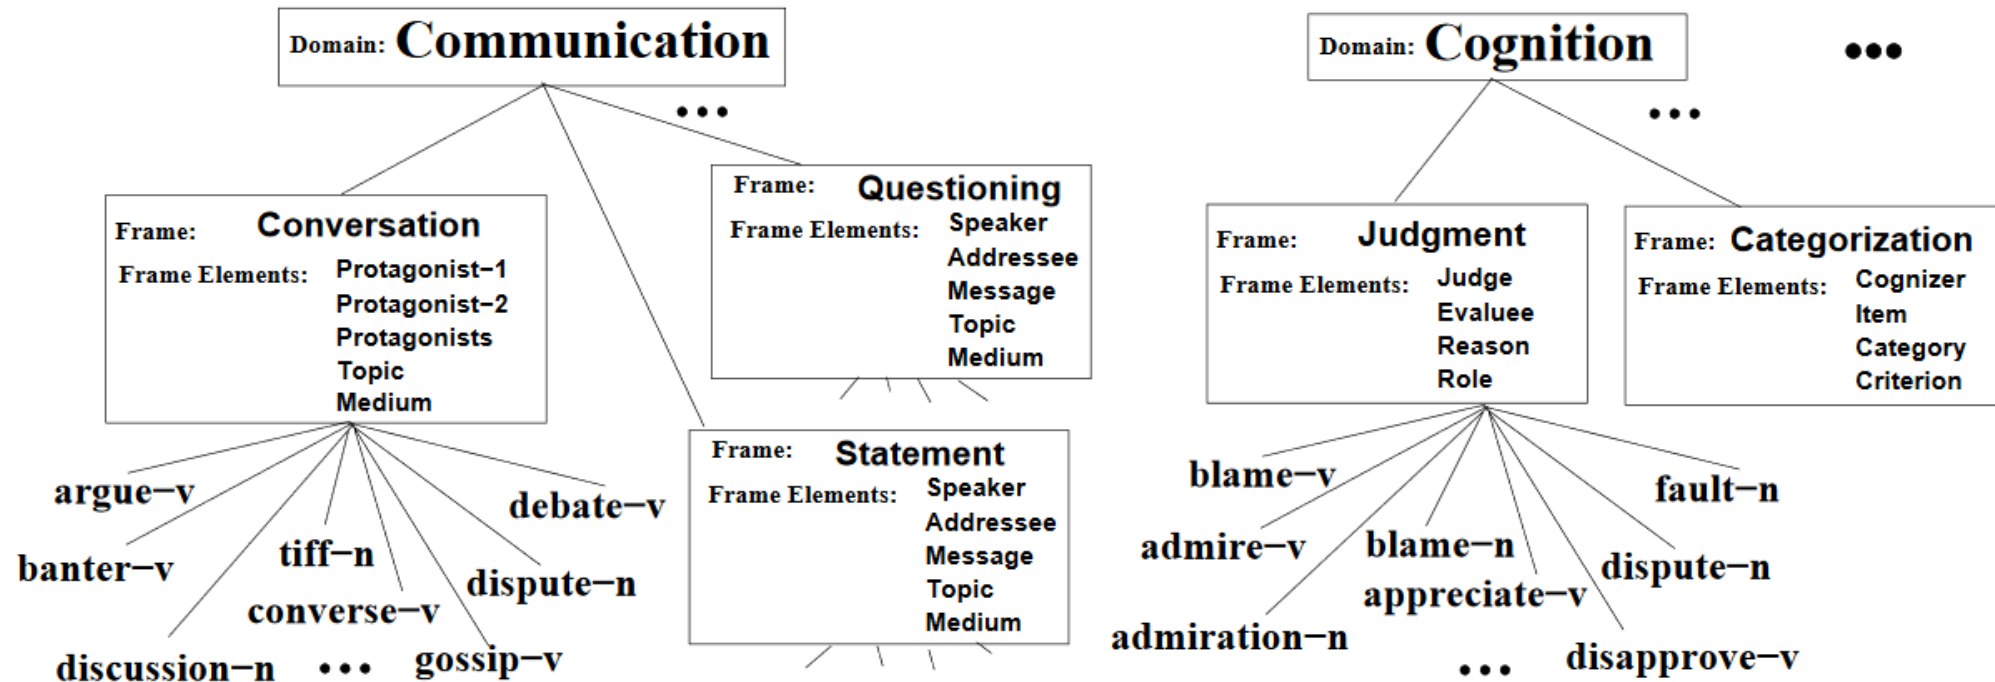 Domain: Communication
Domain: Cognition
...
...
...
Frame: Conversation
Frame Elements: Protagonist−1
Protagonist−2
Protagonists
Topic
Medium
Frame: Questioning
Frame Elements: Speaker
Addressee
Message
Topic
Medium
Frame: Statement
Frame Elements: Speaker
Addressee
Message
Topic
Medium
Frame: Judgment
Frame Elements: Judge
Evaluee
Reason
Role
Frame: Categorization
Frame Elements: Cognizer
Item
Category
Criterion
argue−v
debate−v
banter−v
tiff−n
dispute−n
converse−v
discussion−n
...
gossip−v
blame−v
fault−n
admire−v
blame−n
dispute−n
appreciate−v
admiration−n
disapprove−v
...